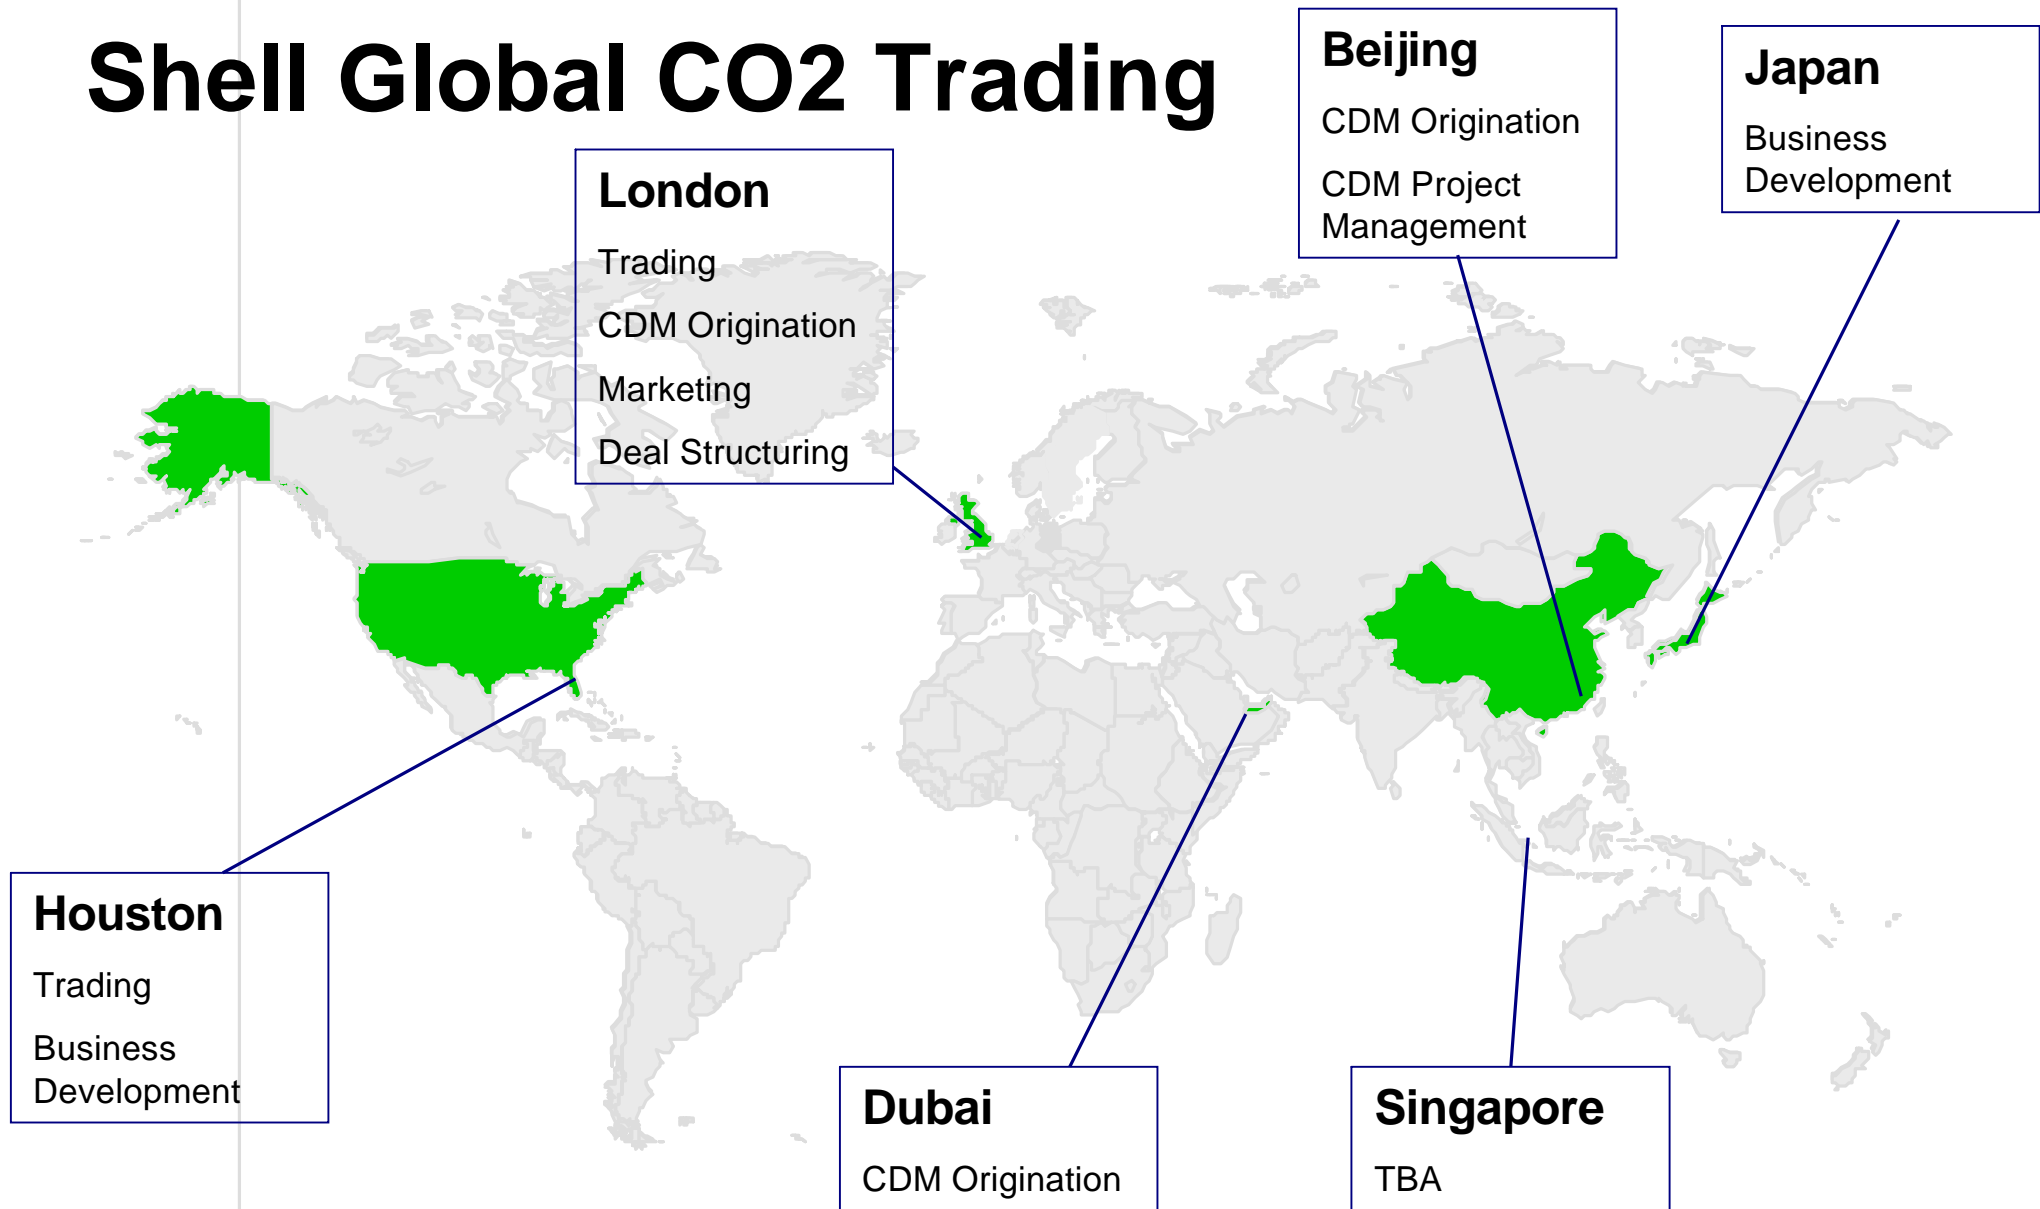 Shell Global CO2 Trading
London
Trading
CDM Origination
Marketing
Deal Structuring
Beijing
CDM Origination
CDM Project
Management
Japan
Business
Development
Houston
Trading
Business
Development
Dubai
CDM Origination
Singapore
TBA